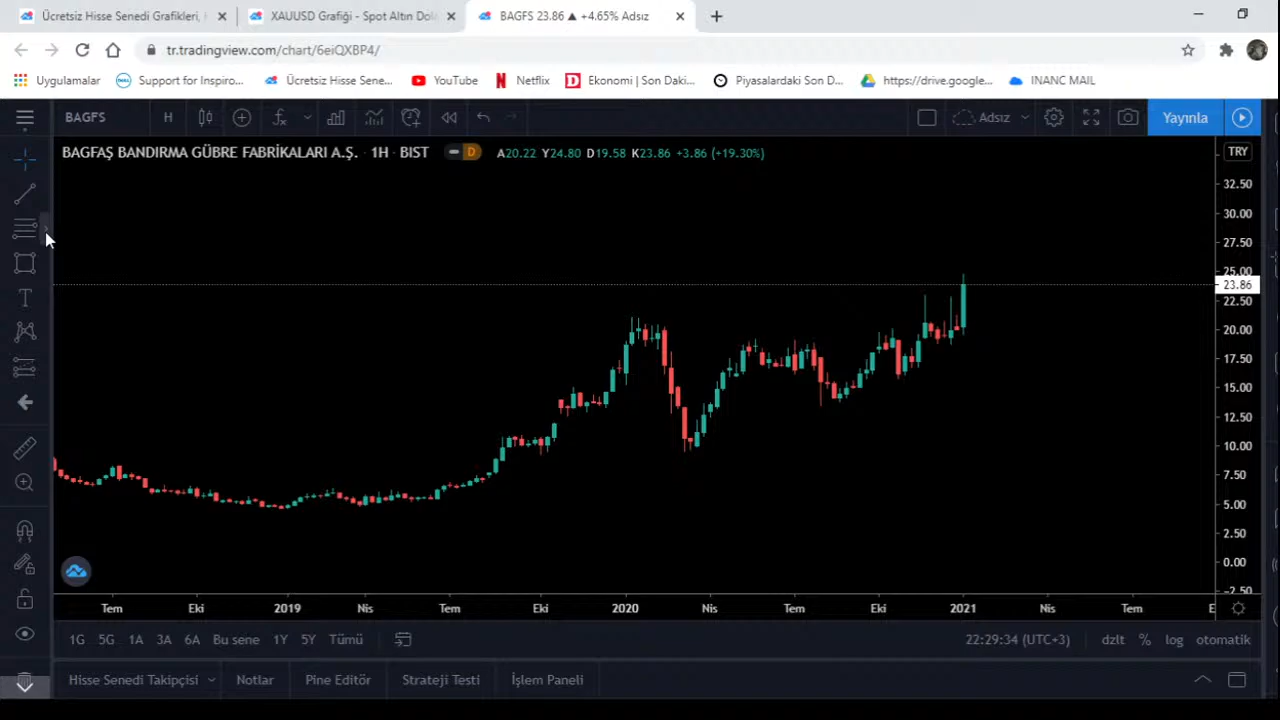 Ücretsiz Hisse Senedi Grafikleri,
XAUUSD Grafiği - Spot Altın Dola
BAGFS 23.86 ▲ +4.65% Adsız
tr.tradingview.com/chart/6eiQXBP4/
Uygulamalar
Support for Inspiro...
Ücretsiz Hisse Sene...
YouTube
Netflix
Ekonomi | Son Daki...
Piyasalardaki Son D...
https://drive.google...
INANC MAIL
BAGFS
H
Adsız
Yayınla
BAGFAŞ BANDIRMA GÜBRE FABRİKALARI A.Ş. · 1H · BIST
D
A20.22 Y24.80 D19.58 K23.86 +3.86 (+19.30%)
TRY
32.50
30.00
27.50
25.00
23.86
22.50
20.00
17.50
15.00
12.50
10.00
7.50
5.00
2.50
0.00
−2.50
Tem
Eki
2019
Nis
Tem
Eki
2020
Nis
Tem
Eki
2021
Nis
Tem
E
1G
5G
1A
3A
6A
Bu sene
1Y
5Y
Tümü
22:29:34 (UTC+3)
dzlt
%
log
otomatik
Hisse Senedi Takipçisi
Notlar
Pine Editör
Strateji Testi
İşlem Paneli